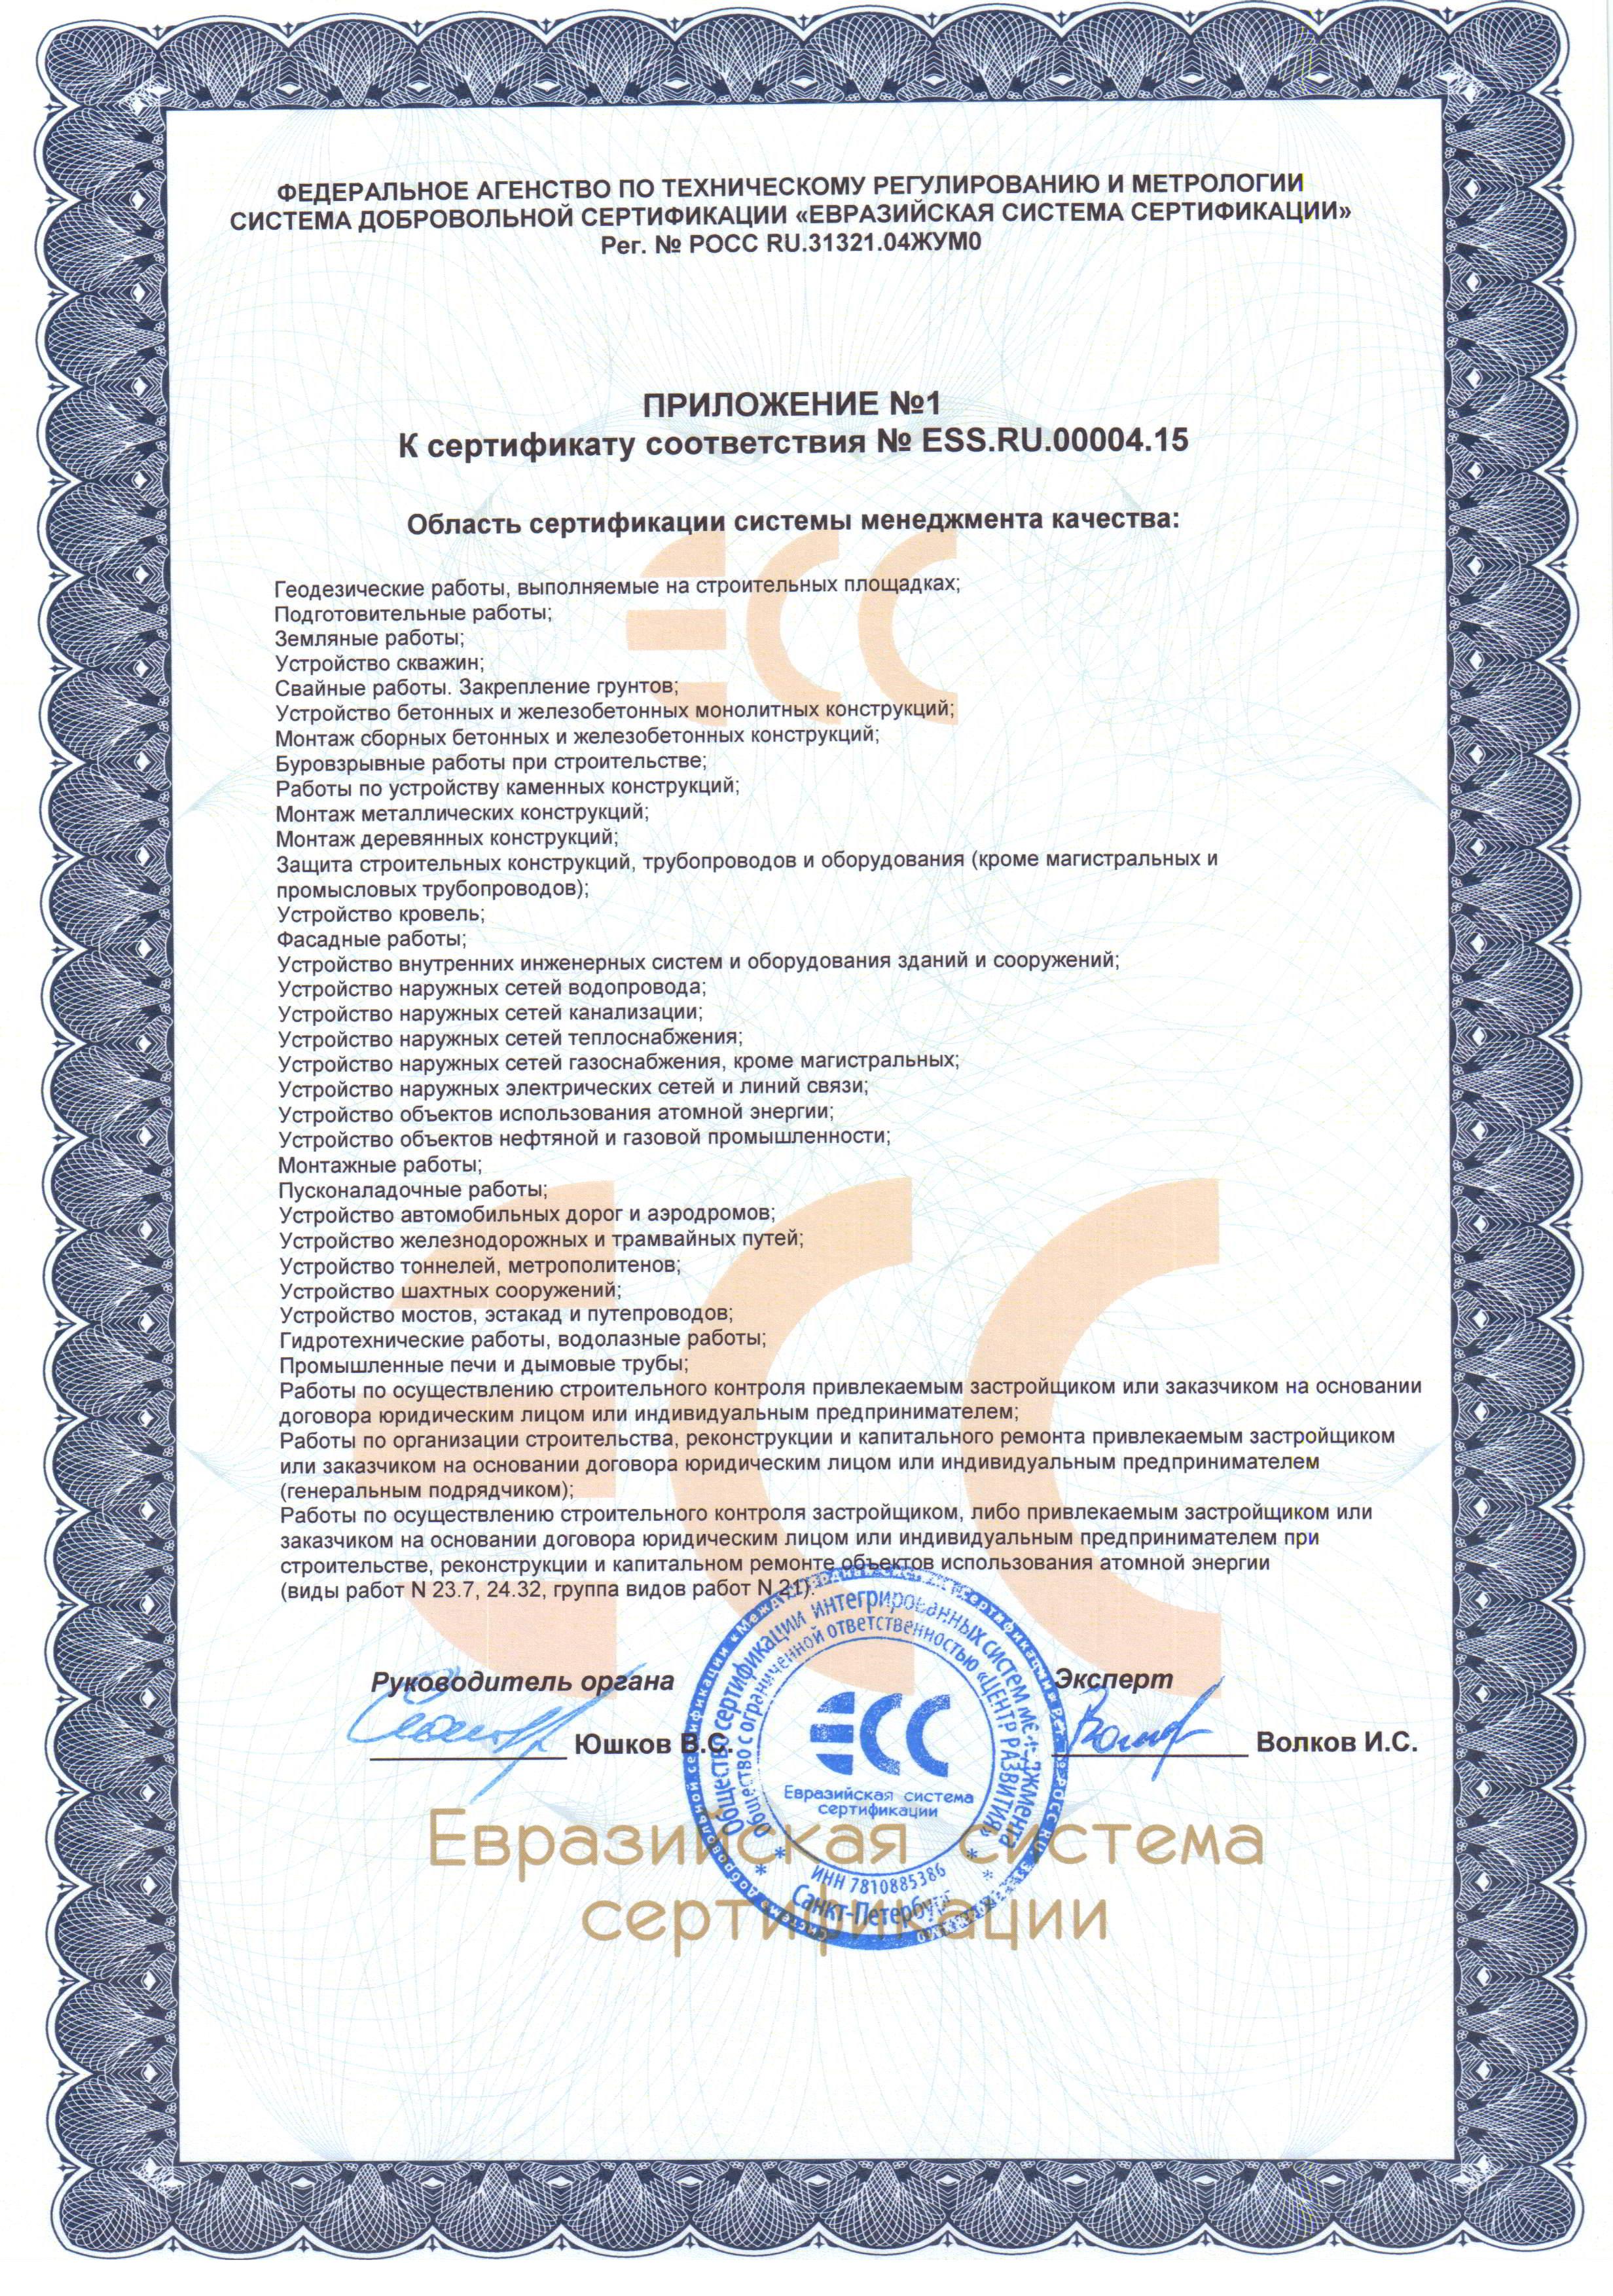 ФЕДЕРАЛЬНОЕ АГЕНСТВО ПО ТЕХНИЧЕСКОМУ РЕГУЛИРОВАНИЮ И МЕТРОЛОГИИ
СИСТЕМА ДОБРОВОЛЬНОЙ СЕРТИФИКАЦИИ «ЕВРАЗИЙСКАЯ СИСТЕМА СЕРТИФИКАЦИИ»
Рег. № РОСС RU.31321.04ЖУМ0
ПРИЛОЖЕНИЕ №1
К сертификату соответствия № ESS.RU.00004.15
Область сертификации системы менеджмента качества:
ЕСС
Геодезические работы, выполняемые на строительных площадках;
Подготовительные работы;
Земляные работы;
Устройство скважин;
Свайные работы. Закрепление грунтов;
Устройство бетонных и железобетонных монолитных конструкций;
Монтаж сборных бетонных и железобетонных конструкций;
Буровзрывные работы при строительстве;
Работы по устройству каменных конструкций;
Монтаж металлических конструкций;
Монтаж деревянных конструкций;
Защита строительных конструкций, трубопроводов и оборудования (кроме магистральных и
промысловых трубопроводов);
Устройство кровель;
Фасадные работы;
Устройство внутренних инженерных систем и оборудования зданий и сооружений;
Устройство наружных сетей водопровода;
Устройство наружных сетей канализации;
Устройство наружных сетей теплоснабжения;
Устройство наружных сетей газоснабжения, кроме магистральных;
Устройство наружных электрических сетей и линий связи;
Устройство объектов использования атомной энергии;
Устройство объектов нефтяной и газовой промышленности;
Монтажные работы;
Пусконаладочные работы;
Устройство автомобильных дорог и аэродромов;
Устройство железнодорожных и трамвайных путей;
Устройство тоннелей, метрополитенов;
Устройство шахтных сооружений;
Устройство мостов, эстакад и путепроводов;
Гидротехнические работы, водолазные работы;
Промышленные печи и дымовые трубы;
Работы по осуществлению строительного контроля привлекаемым застройщиком или заказчиком на основании
договора юридическим лицом или индивидуальным предпринимателем;
Работы по организации строительства, реконструкции и капитального ремонта привлекаемым застройщиком
или заказчиком на основании договора юридическим лицом или индивидуальным предпринимателем
(генеральным подрядчиком);
Работы по осуществлению строительного контроля застройщиком, либо привлекаемым застройщиком или
заказчиком на основании договора юридическим лицом или индивидуальным предпринимателем при
строительстве, реконструкции и капитальном ремонте объектов использования атомной энергии
(виды работ N 23.7, 24.32, группа видов работ N 21).
ЕСС
Руководитель органа
Юшков В.С.
Эксперт
Волков И.С.
Общество сертификации интегрированных систем менеджмента
Общество с ограниченной ответственностью «ЦЕНТР РАЗВИТИЯ»
ЕСС
Евразийская система
сертификации
ИНН 7810885386
Санкт-Петербург
Евразийская система
сертификации